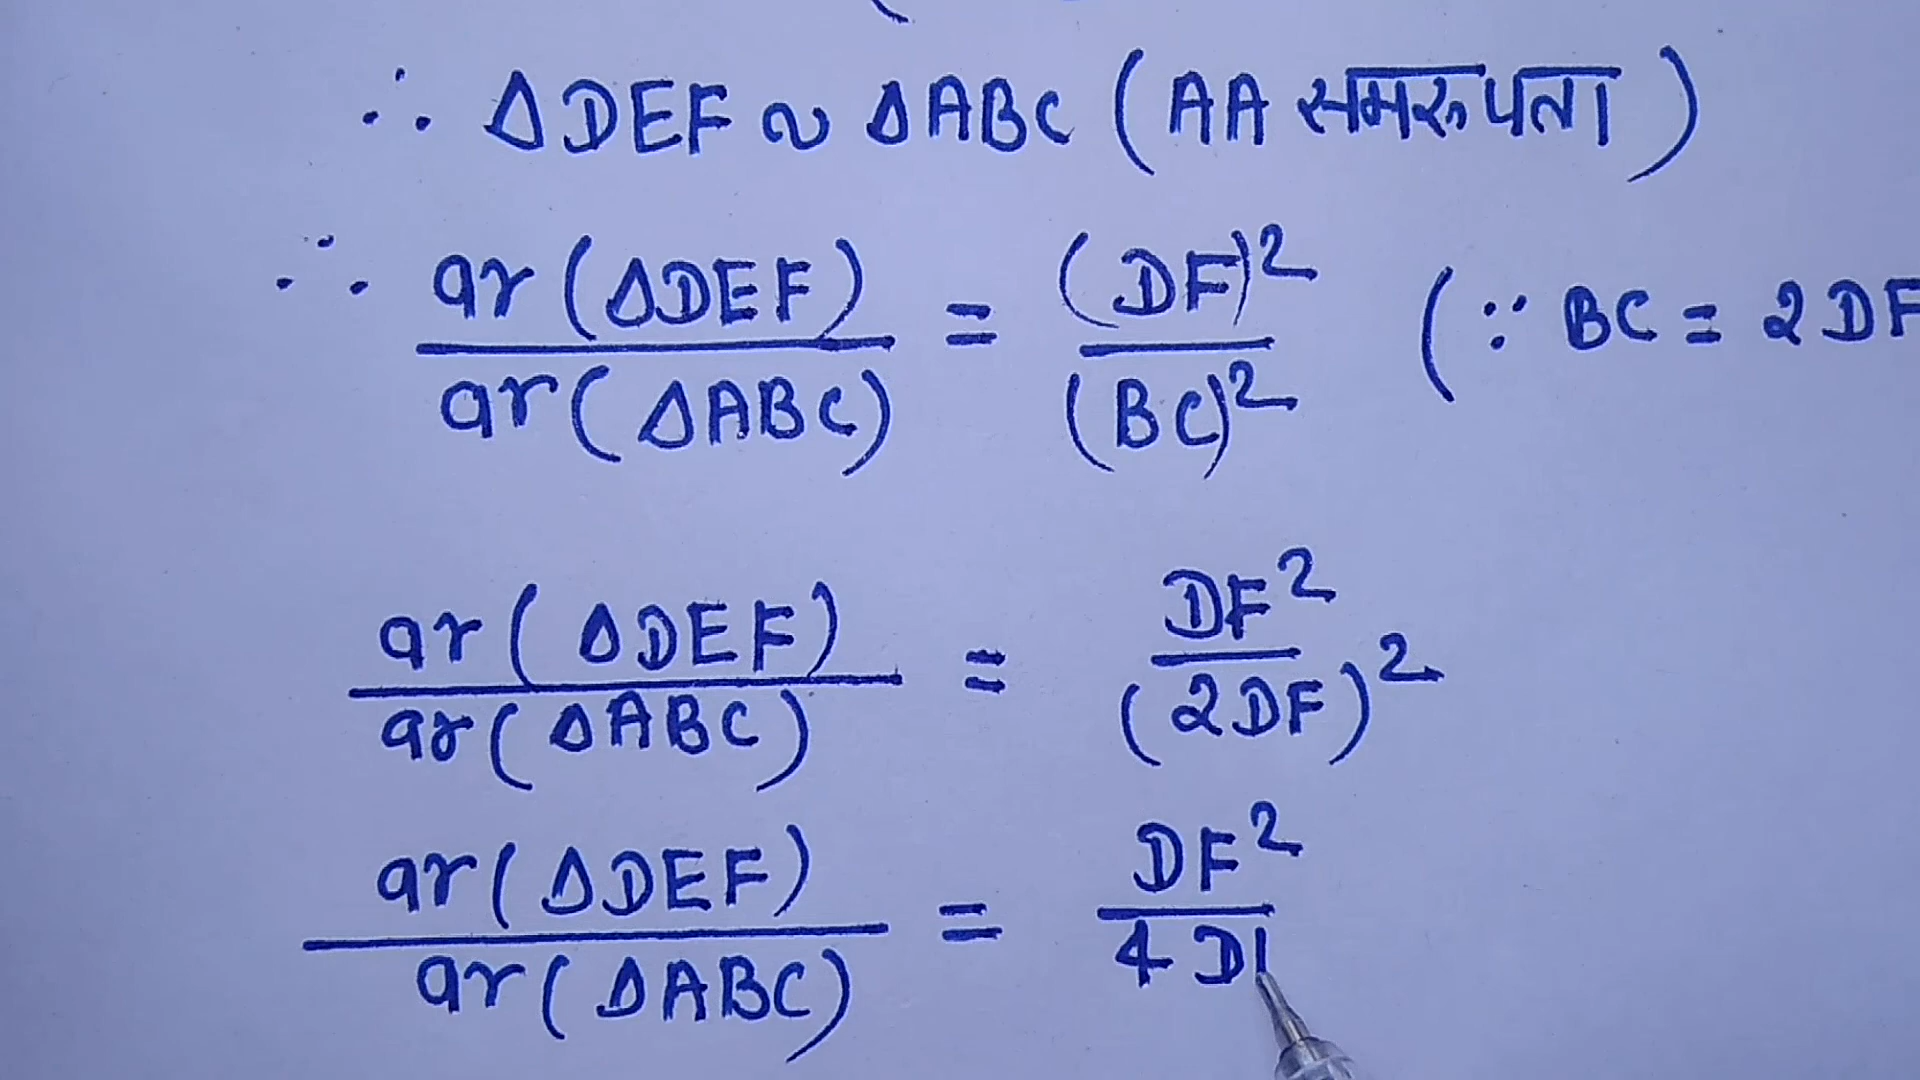 ∴ ΔDEF ∼ ΔABC (AA समरुपता)
∴ ar(ΔDEF)/ar(ΔABC) = (DF)²/(BC)² (∵ BC = 2DF
ar(ΔDEF)/ar(ΔABC) = DF²/(2DF)²
ar(ΔDEF)/ar(ΔABC) = DF²/4D